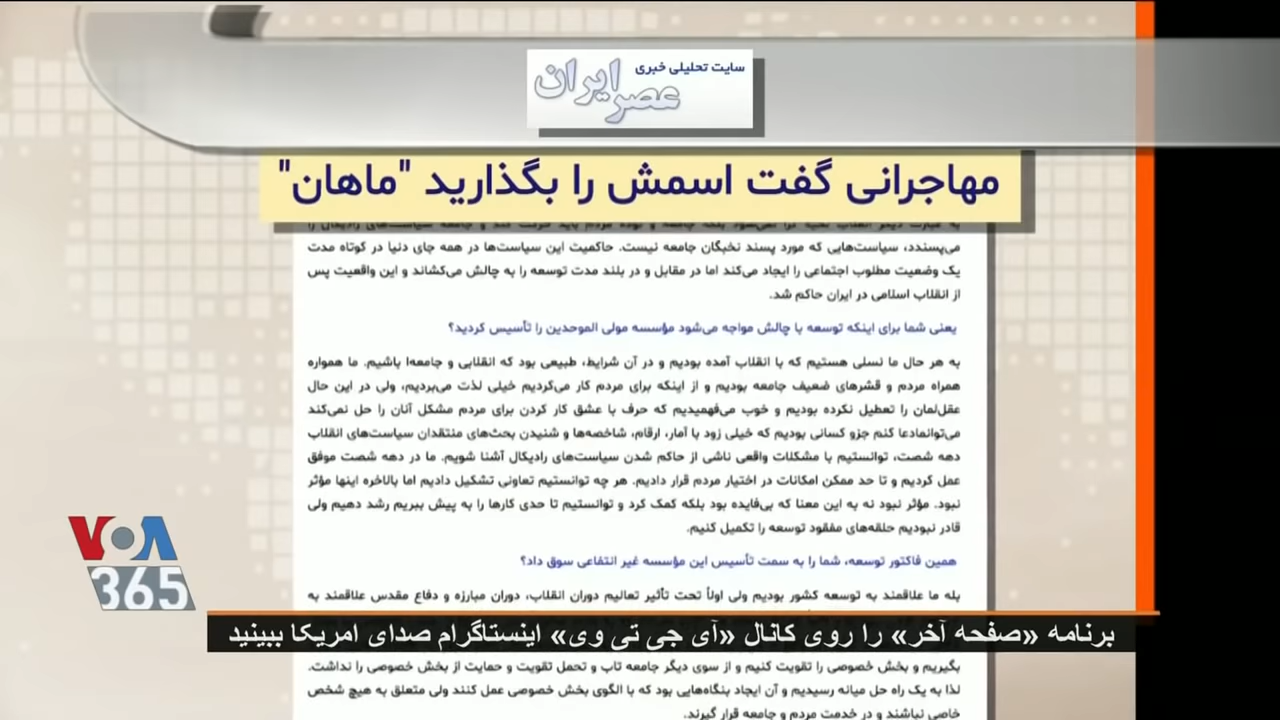 سایت تحلیلی خبری
عصر ایران
مهاجرانی گفت اسمش را بگذارید "ماهان"
می‌پسندد، سیاست‌هایی که مورد پسند نخبگان جامعه نیست. حاکمیت این سیاست‌ها در همه جای دنیا در کوتاه مدت
یک وضعیت مطلوب اجتماعی را ایجاد می‌کند اما در مقابل و در بلند مدت توسعه را به چالش می‌کشاند و این واقعیت پس
از انقلاب اسلامی در ایران حاکم شد.
یعنی شما برای اینکه توسعه با چالش مواجه می‌شود مؤسسه مولی الموحدین را تأسیس کردید؟
به هر حال ما نسلی هستیم که با انقلاب آمده بودیم و در آن شرایط، طبیعی بود که انقلابی و جامعه‌ا باشیم. ما همواره
همراه مردم و قشرهای ضعیف جامعه بودیم و از اینکه برای مردم کار می‌کردیم خیلی لذت می‌بردیم، ولی در این حال
عقل‌لمان را تعطیل نکرده بودیم و خوب می‌فهمیدیم که حرف با عشق کار کردن برای مردم مشکل آنان را حل نمی‌کند
می‌توانمادعا کنم جزو کسانی بودیم که خیلی زود با آمار، ارقام، شاخصه‌ها و شنیدن بحث‌های منتقدان سیاست‌های انقلاب
دهه شصت، توانستیم با مشکلات واقعی ناشی از حاکم شدن سیاست‌های رادیکال آشنا شویم. ما در دهه شصت موفق
عمل کردیم و تا حد ممکن امکانات در اختیار مردم قرار دادیم. هر چه توانستیم تعاونی تشکیل دادیم اما بالاخره اینها مؤثر
نبود. مؤثر نبود نه به این معنا که بی‌فایده بود بلکه کمک کرد و توانستیم تا حدی کارها را به پیش ببریم رشد دهیم ولی
قادر نبودیم حلقه‌های مفقود توسعه را تکمیل کنیم.
همین فاکتور توسعه، شما را به سمت تأسیس این مؤسسه غیر انتفاعی سوق داد؟
بله ما علاقمند به توسعه کشور بودیم ولی اولاً تحت تأثیر تعالیم دوران انقلاب، دوران مبارزه و دفاع مقدس علاقمند به
VOA
365
برنامه «صفحه آخر» را روی کانال «آی جی تی وی» اینستاگرام صدای امریکا ببینید
بگیریم و بخش خصوصی را تقویت کنیم و از سوی دیگر جامعه تاب و تحمل تقویت و حمایت از بخش خصوصی را نداشت.
لذا به یک راه حل میانه رسیدیم و آن ایجاد بنگاه‌هایی بود که با الگوی بخش خصوصی عمل کنند ولی متعلق به هیچ شخص
خاصی نباشند و در خدمت مردم و جامعه قرار گیرند.